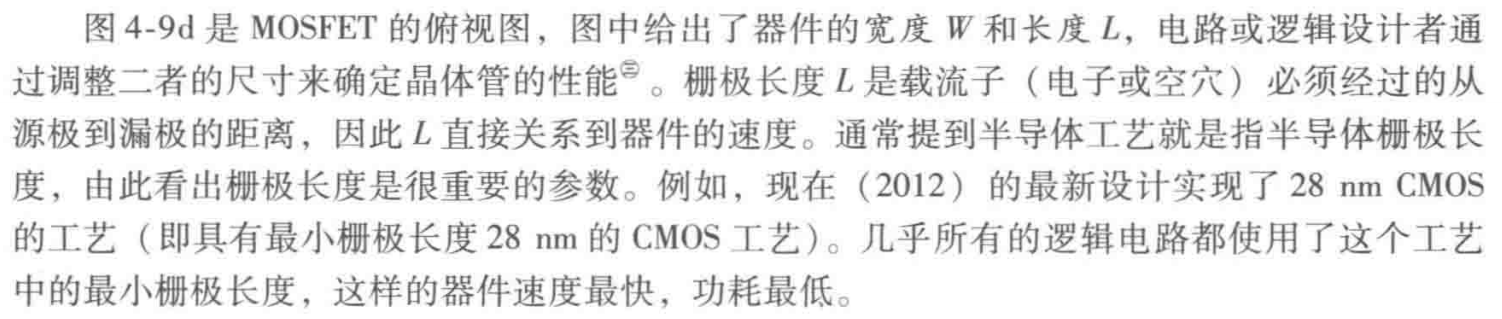 图 4-9d 是 MOSFET 的俯视图，图中给出了器件的宽度 W 和长度 L，电路或逻辑设计者通
过调整二者的尺寸来确定晶体管的性能㊂。栅极长度 L 是载流子（电子或空穴）必须经过的从
源极到漏极的距离，因此 L 直接关系到器件的速度。通常提到半导体工艺就是指半导体栅极长
度，由此看出栅极长度是很重要的参数。例如，现在（2012）的最新设计实现了 28 nm CMOS
的工艺（即具有最小栅极长度 28 nm 的 CMOS 工艺）。几乎所有的逻辑电路都使用了这个工艺
中的最小栅极长度，这样的器件速度最快，功耗最低。